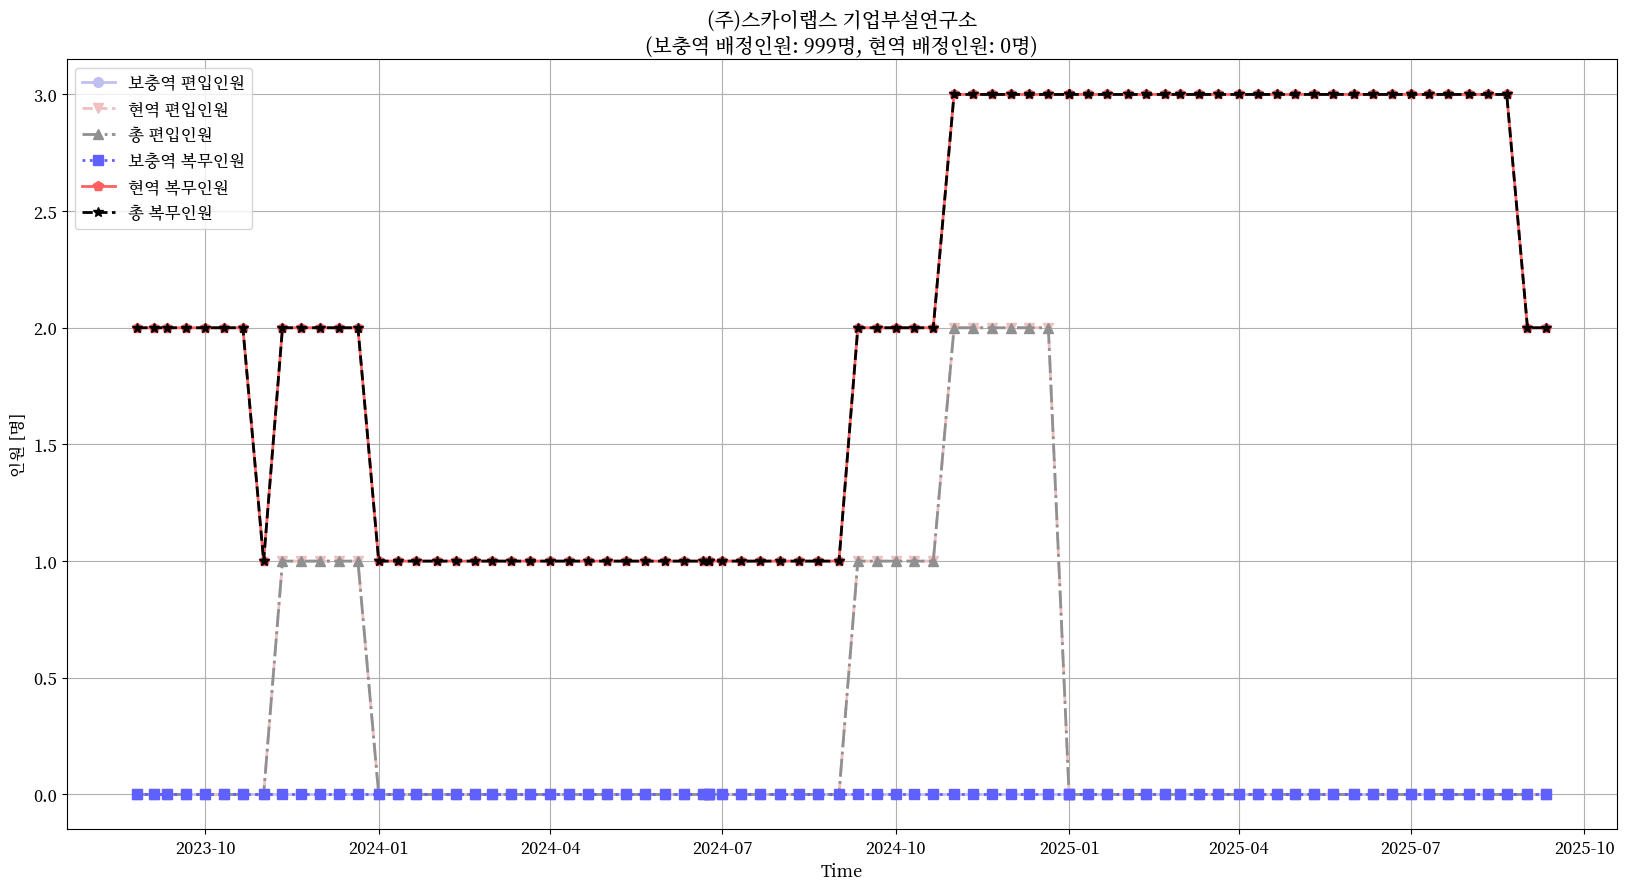 (주)스카이랩스 기업부설연구소
(보충역 배정인원: 999명, 현역 배정인원: 0명)
보충역 편입인원
현역 편입인원
총 편입인원
보충역 복무인원
현역 복무인원
총 복무인원
3.0
2.5
2.0
1.5
1.0
0.5
0.0
인원 [명]
2023-10
2024-01
2024-04
2024-07
2024-10
2025-01
2025-04
2025-07
2025-10
Time